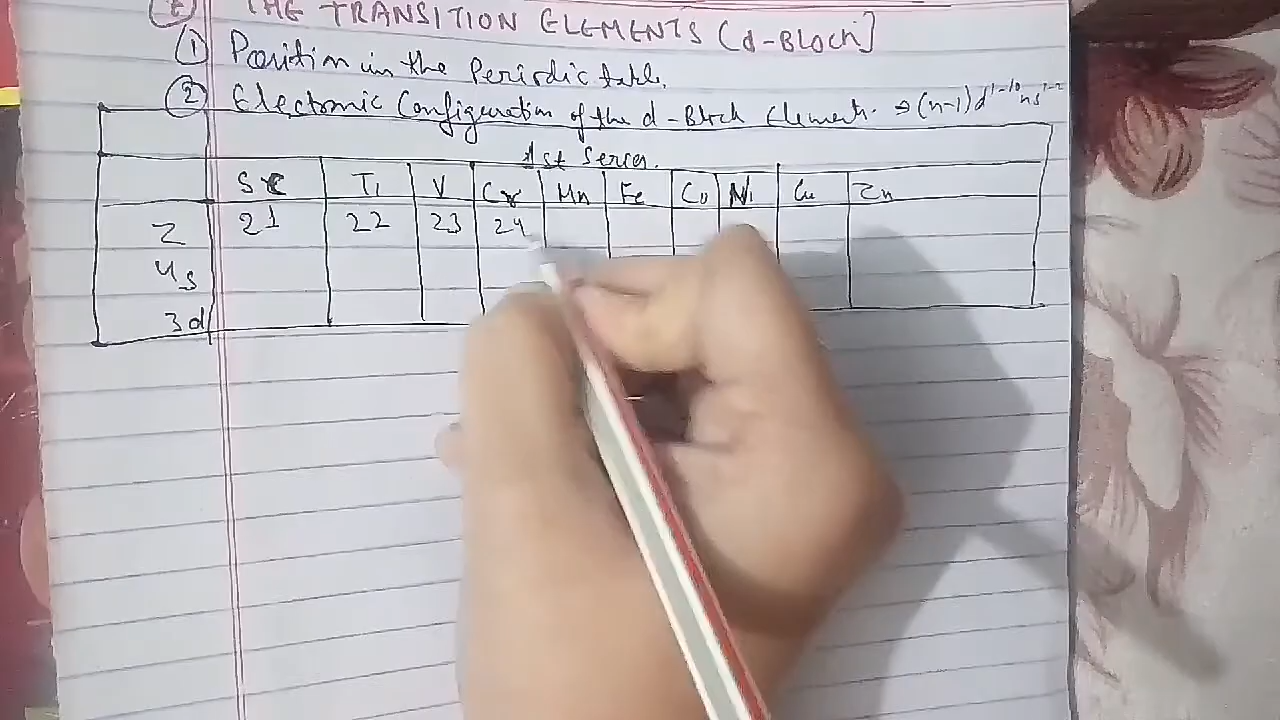 THE TRANSITION ELEMENTS (d-BLOCK]
① Position in the Periodic table.
② Electronic Configuration of the d-Block Elements. → (n-1)d¹⁻¹⁰ns¹⁻²
1st Series.
Sc Ti V Cr Mn Fe Co Ni Cu Zn
Z 21 22 23 24
4s
3d